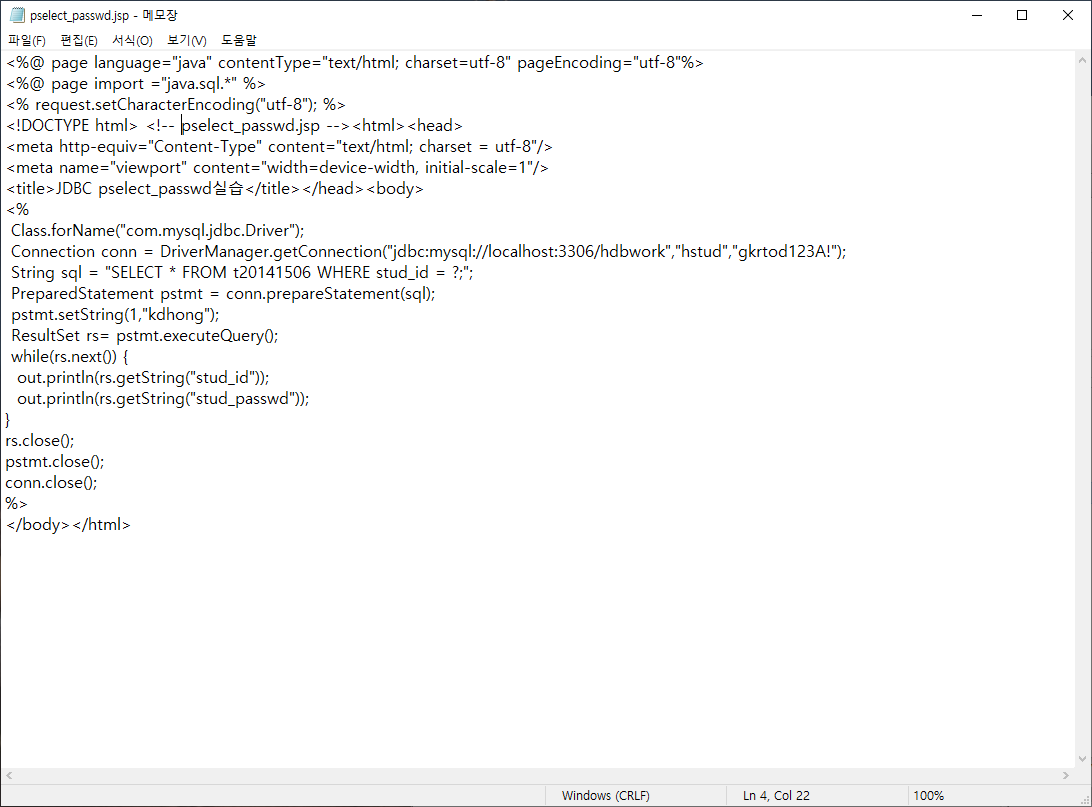 pselect_passwd.jsp - 메모장
파일(F) 편집(E) 서식(O) 보기(V) 도움말
<%@ page language="java" contentType="text/html; charset=utf-8" pageEncoding="utf-8"%>
<%@ page import ="java.sql.*" %>
<% request.setCharacterEncoding("utf-8"); %>
<!DOCTYPE html> <!-- pselect_passwd.jsp --><html><head>
<meta http-equiv="Content-Type" content="text/html; charset = utf-8"/>
<meta name="viewport" content="width=device-width, initial-scale=1"/>
<title>JDBC pselect_passwd실습</title></head><body>
<%
 Class.forName("com.mysql.jdbc.Driver");
 Connection conn = DriverManager.getConnection("jdbc:mysql://localhost:3306/hdbwork","hstud","gkrtod123A!");
 String sql = "SELECT * FROM t20141506 WHERE stud_id = ?;";
 PreparedStatement pstmt = conn.prepareStatement(sql);
 pstmt.setString(1,"kdhong");
 ResultSet rs= pstmt.executeQuery();
 while(rs.next()) {
  out.println(rs.getString("stud_id"));
  out.println(rs.getString("stud_passwd"));
}
rs.close();
pstmt.close();
conn.close();
%>
</body></html>
Windows (CRLF) Ln 4, Col 22 100%